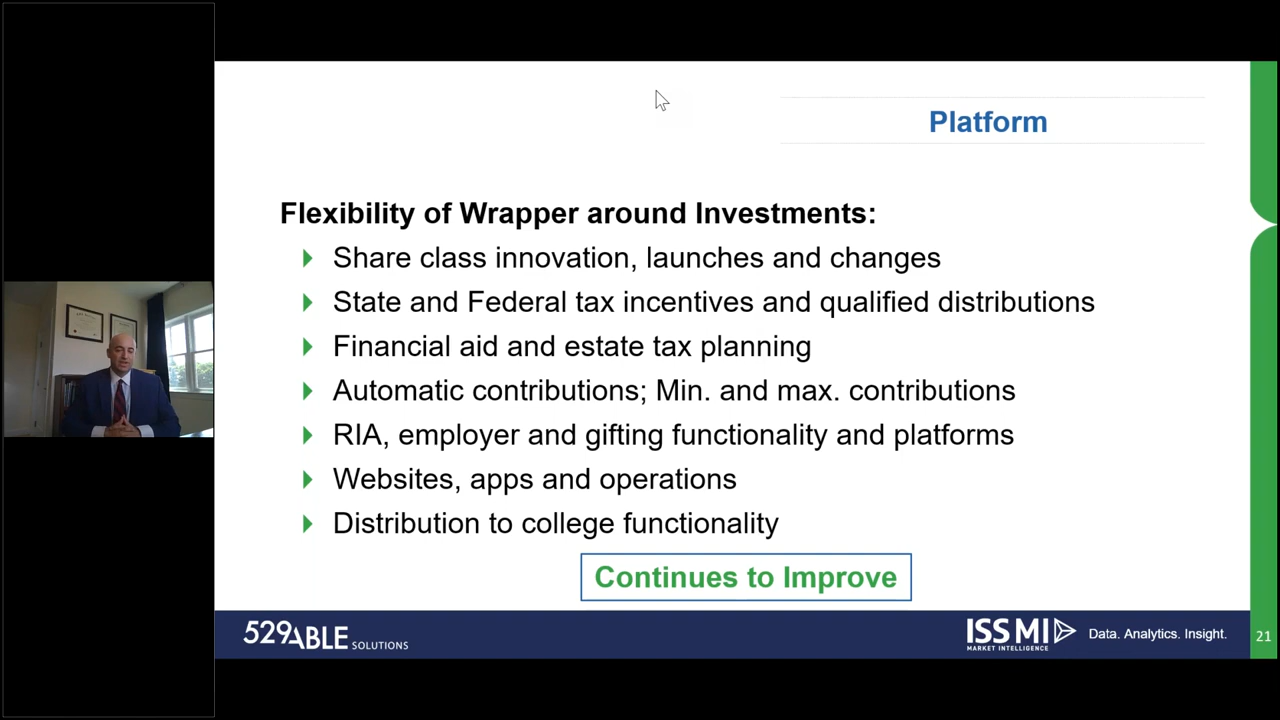 Platform
Flexibility of Wrapper around Investments:
Share class innovation, launches and changes
State and Federal tax incentives and qualified distributions
Financial aid and estate tax planning
Automatic contributions; Min. and max. contributions
RIA, employer and gifting functionality and platforms
Websites, apps and operations
Distribution to college functionality
Continues to Improve
529ABLE SOLUTIONS
ISS MI
MARKET INTELLIGENCE
Data. Analytics. Insight.
21